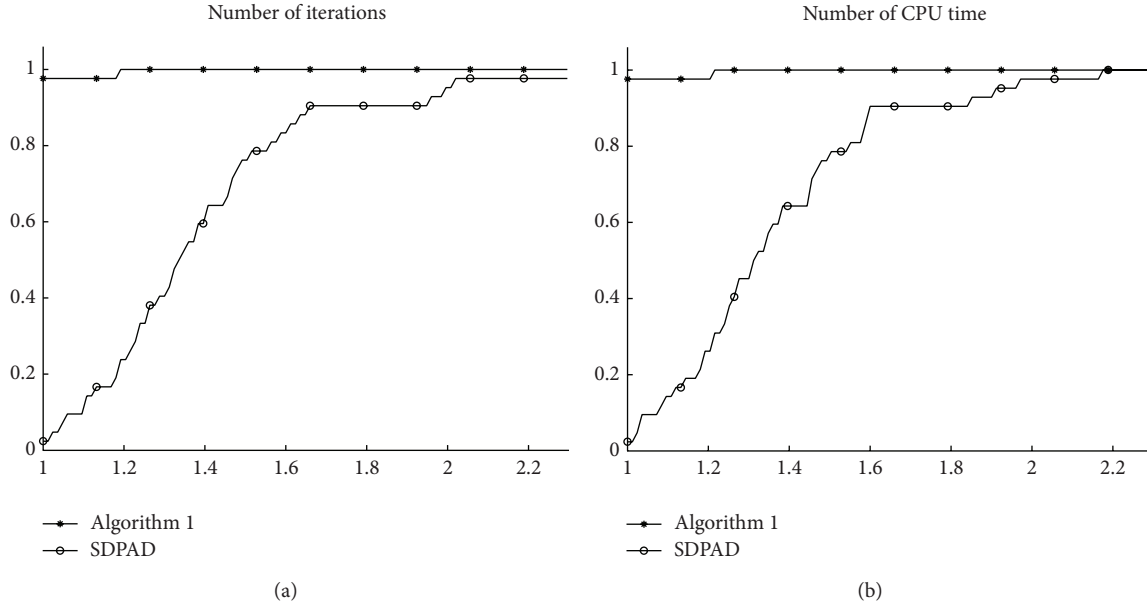 Number of iterations
1
0.8
0.6
0.4
0.2
0
1 1.2 1.4 1.6 1.8 2 2.2
Algorithm 1
SDPAD
(a)
Number of CPU time
1
0.8
0.6
0.4
0.2
0
1 1.2 1.4 1.6 1.8 2 2.2
Algorithm 1
SDPAD
(b)